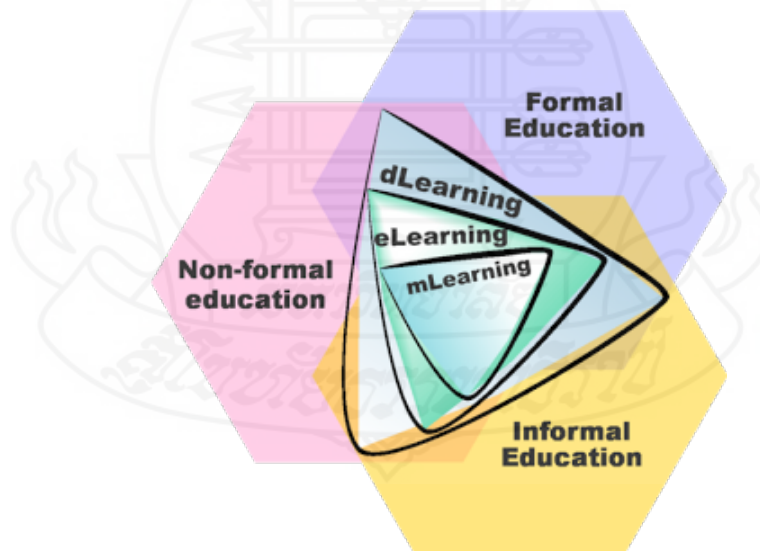 Formal
Education
dLearning
eLearning
mLearning
Non-formal
education
Informal
Education